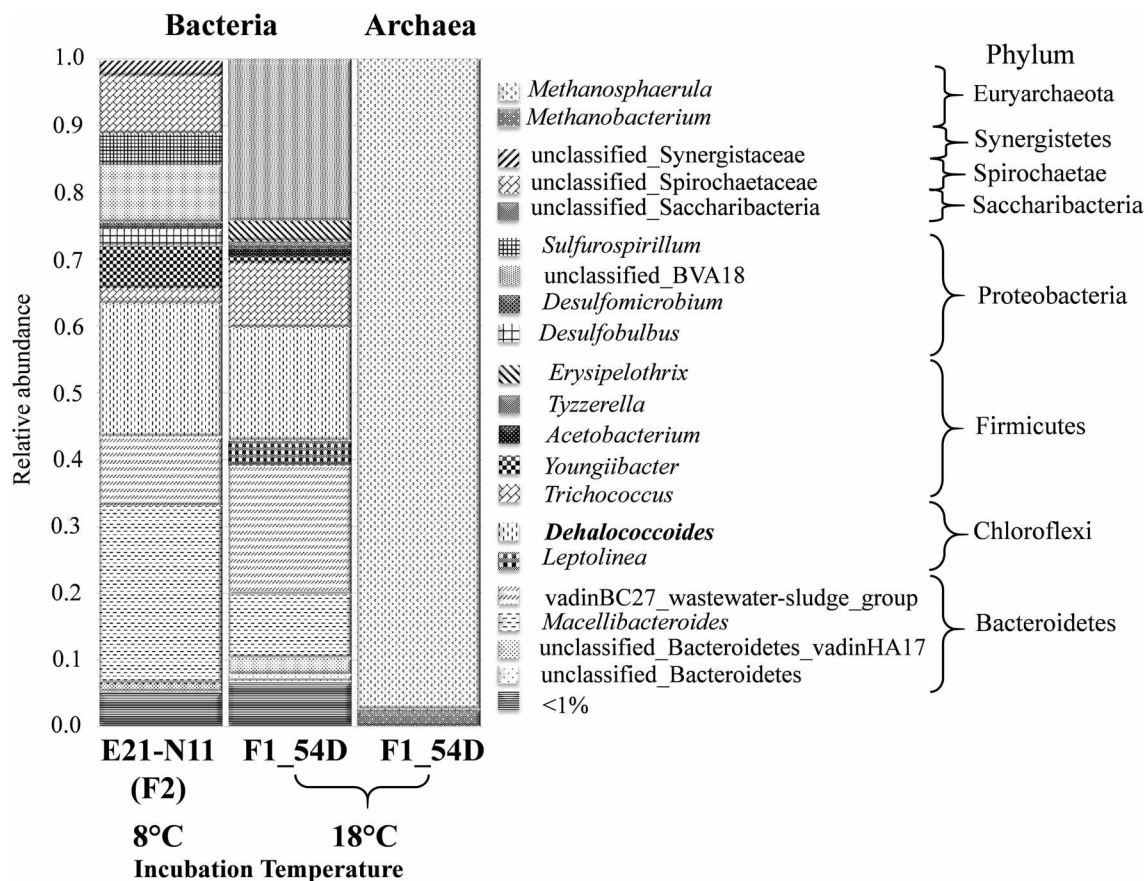 Bacteria
Archaea
Phylum
Relative abundance
1.0
0.9
0.8
0.7
0.6
0.5
0.4
0.3
0.2
0.1
0.0
Methanosphaerula
Methanobacterium
unclassified_Synergistaceae
unclassified_Spirochaetaceae
unclassified_Saccharibacteria
Sulfurospirillum
unclassified_BVA18
Desulfomicrobium
Desulfobulbus
Erysipelothrix
Tyzzerella
Acetobacterium
Youngiibacter
Trichococcus
Dehalococcoides
Leptolinea
vadinBC27_wastewater-sludge_group
Macellibacteroides
unclassified_Bacteroidetes_vadinHA17
unclassified_Bacteroidetes
<1%
Euryarchaeota
Synergistetes
Spirochaetae
Saccharibacteria
Proteobacteria
Firmicutes
Chloroflexi
Bacteroidetes
E21-N11
(F2)
F1_54D
F1_54D
8°C
18°C
Incubation Temperature